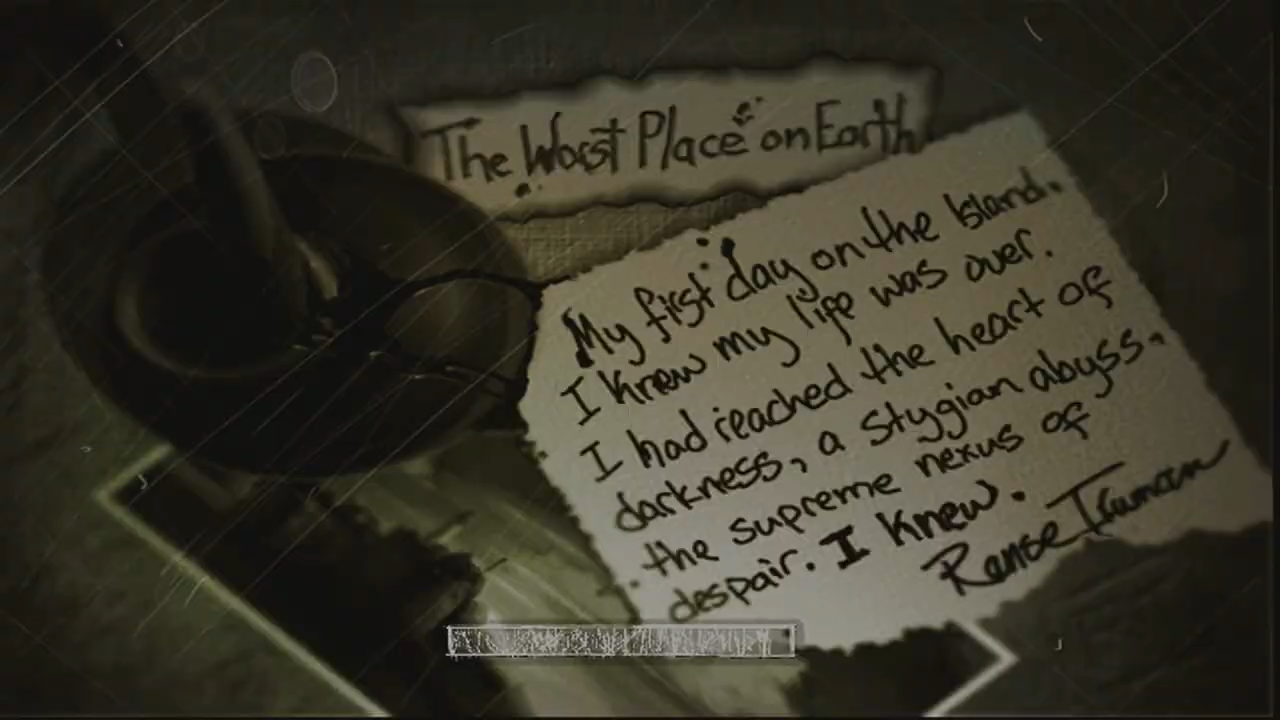 The Worst Place on Earth
My first day on the Island.
I knew my life was over.
I had reached the heart of
darkness, a stygian abyss.
the supreme nexus of
despair. I knew.
Ranse Truman